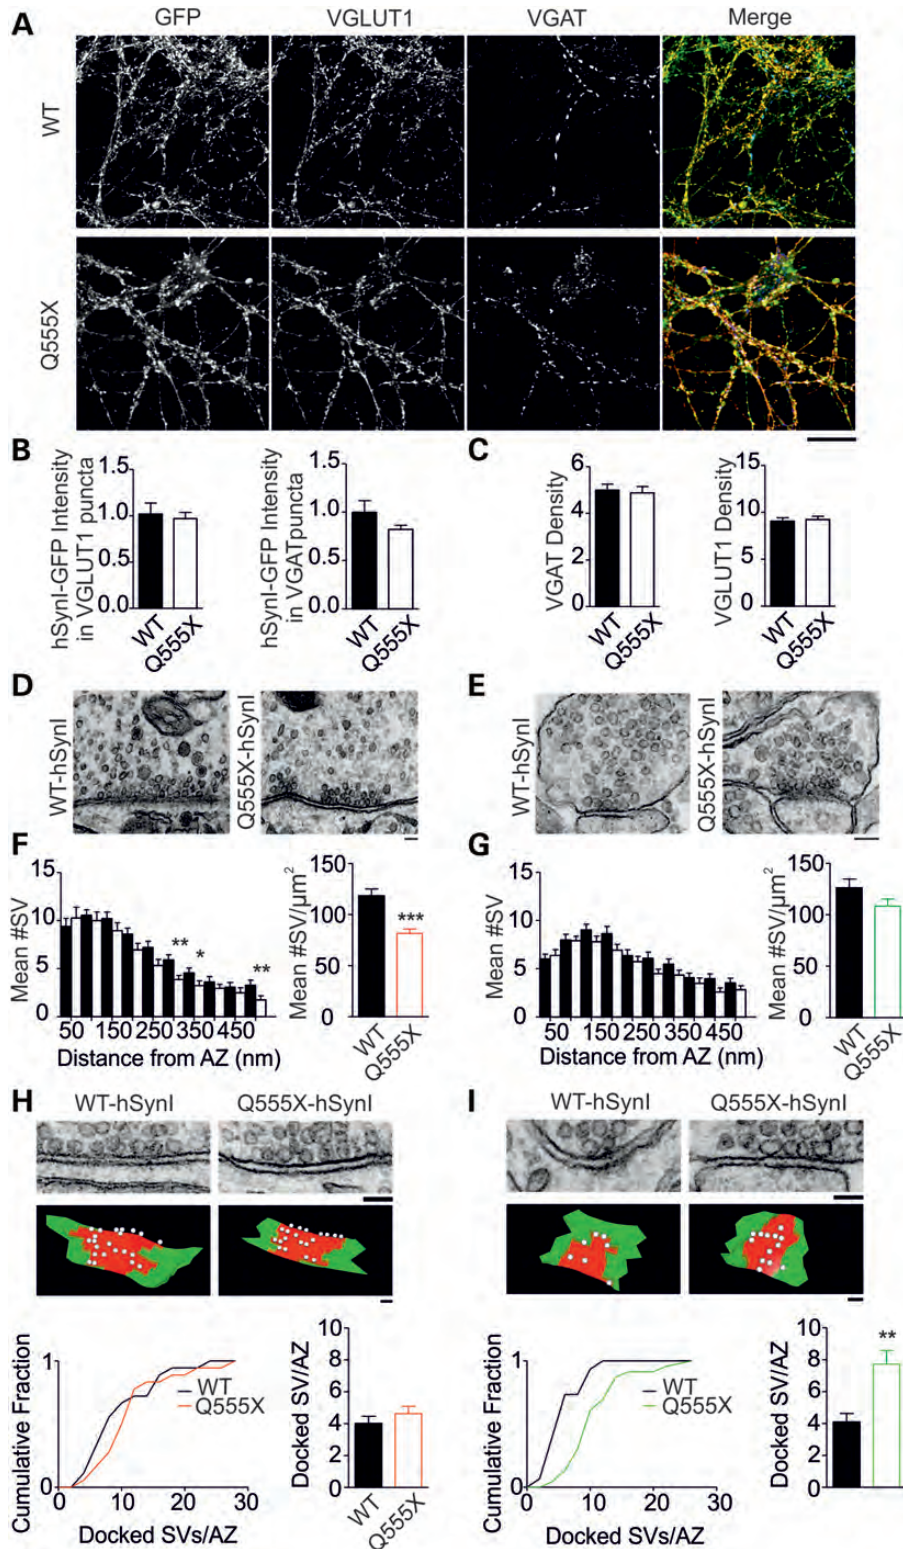 A
GFP VGLUT1 VGAT Merge
WT
Q555X
B
hSynI-GFP Intensity
in VGLUT1 puncta
1.5
1.0
0.5
0.0
WT
Q555X
hSynI-GFP Intensity
in VGATpuncta
1.5
1.0
0.5
0.0
WT
Q555X
C
VGAT Density
6
4
2
0
WT
Q555X
VGLUT1 Density
15
10
5
0
WT
Q555X
D
WT-hSynI
Q555X-hSynI
E
WT-hSynI
Q555X-hSynI
F
Mean #SV
15
10
5
0
** * **
50 150 250 350 450
Distance from AZ (nm)
Mean #SV/µm²
150
100
50
0
***
WT
Q555X
G
Mean #SV
15
10
5
0
50 150 250 350 450
Distance from AZ (nm)
Mean #SV/µm²
150
100
50
0
WT
Q555X
H
WT-hSynI Q555X-hSynI
Cumulative Fraction
1
0
WT
Q555X
0 10 20 30
Docked SVs/AZ
Docked SV/AZ
10
8
6
4
2
0
WT
Q555X
I
WT-hSynI Q555X-hSynI
Cumulative Fraction
1
0
WT
Q555X
0 10 20 30
Docked SVs/AZ
Docked SV/AZ
10
8
6
4
2
0
**
WT
Q555X